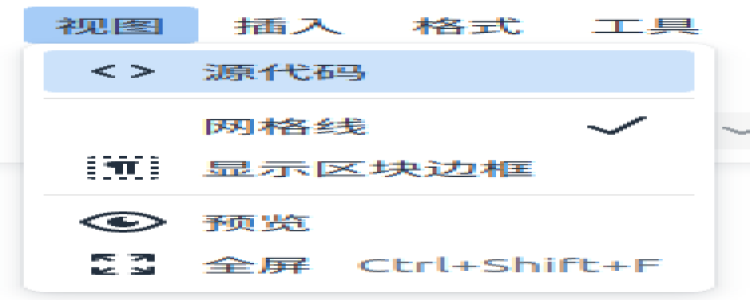 视图 插入 格式 工具
<> 源代码
网格线
显示区块边框
预览
全屏 Ctrl+Shift+F